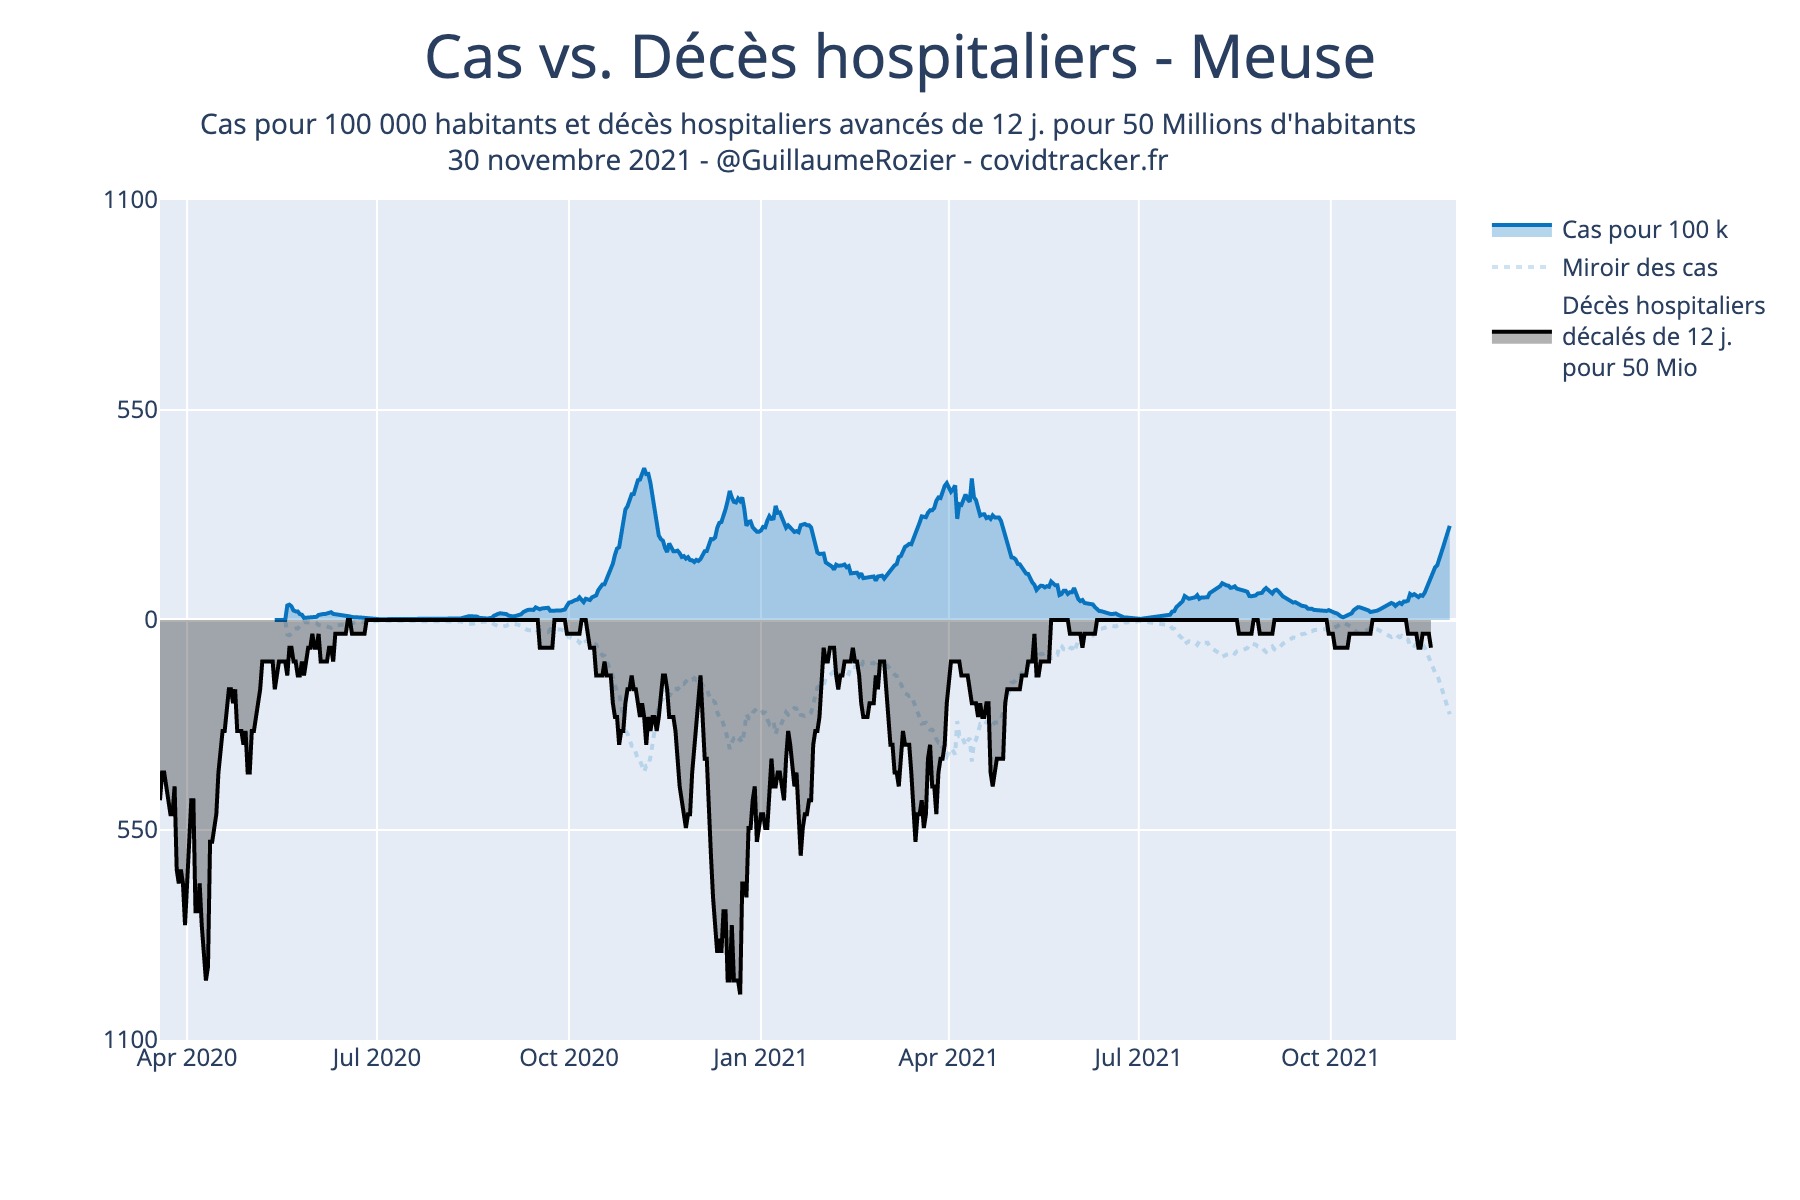 Cas vs. Décès hospitaliers - Meuse
Cas pour 100 000 habitants et décès hospitaliers avancés de 12 j. pour 50 Millions d'habitants
30 novembre 2021 - @GuillaumeRozier - covidtracker.fr
1100
550
0
550
1100
Apr 2020
Jul 2020
Oct 2020
Jan 2021
Apr 2021
Jul 2021
Oct 2021
Cas pour 100 k
Miroir des cas
Décès hospitaliers
décalés de 12 j.
pour 50 Mio